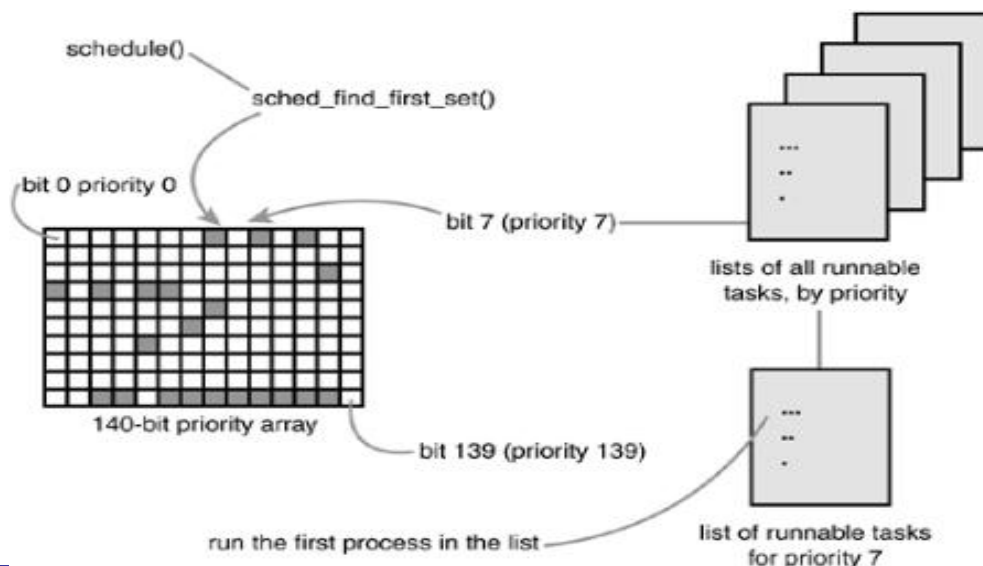 schedule()
sched_find_first_set()
bit 0 priority 0
bit 7 (priority 7)
lists of all runnable
tasks, by priority
140-bit priority array
bit 139 (priority 139)
run the first process in the list
list of runnable tasks
for priority 7